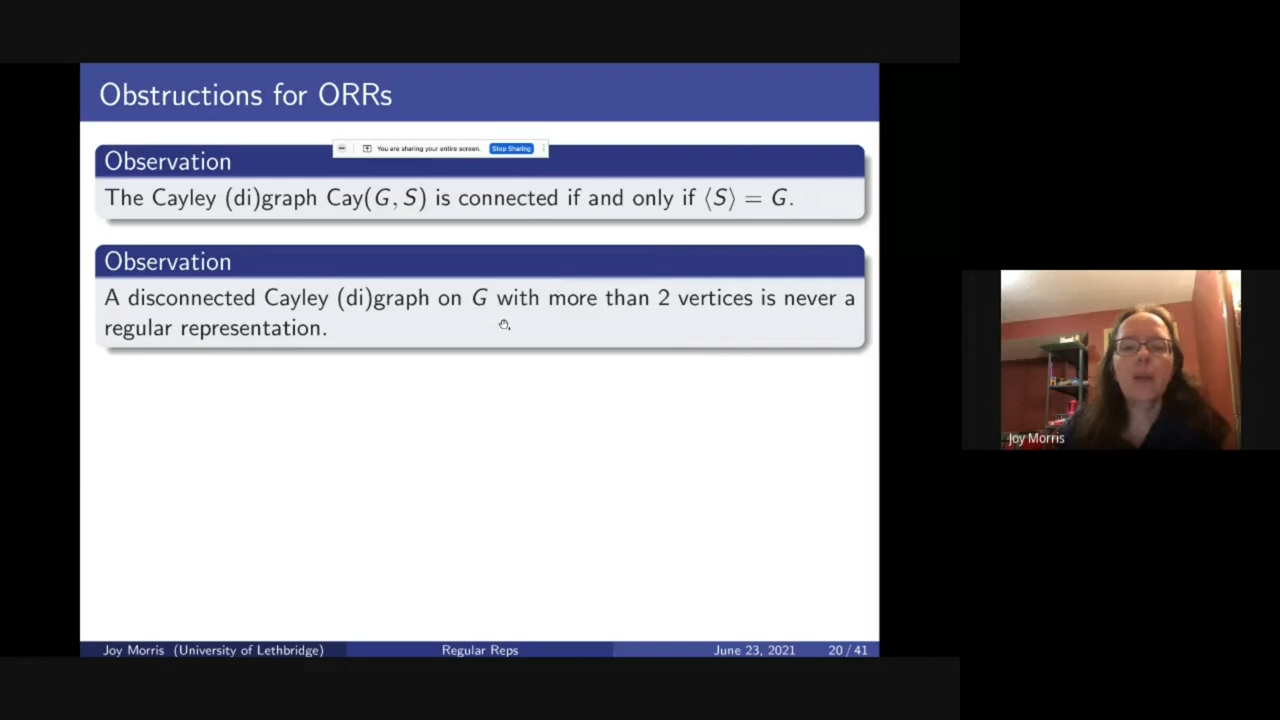 Obstructions for ORRs
You are sharing your entire screen. Stop Sharing
Observation
The Cayley (di)graph Cay(G, S) is connected if and only if ⟨S⟩ = G.
Observation
A disconnected Cayley (di)graph on G with more than 2 vertices is never a
regular representation.
Joy Morris
Joy Morris (University of Lethbridge) Regular Reps June 23, 2021 20 / 41